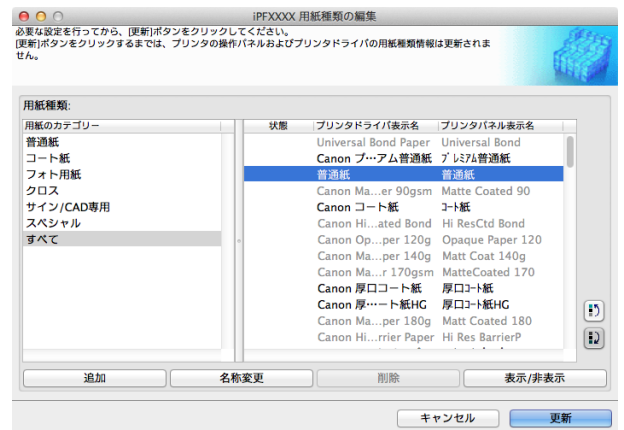 iPFXXXX 用紙種類の編集
必要な設定を行ってから、[更新]ボタンをクリックしてください。
[更新]ボタンをクリックするまでは、プリンタの操作パネルおよびプリンタドライバの用紙種類情報は更新されま
せん。
用紙種類:
用紙のカテゴリー
普通紙
コート紙
フォト用紙
クロス
サイン/CAD専用
スペシャル
すべて
状態 プリンタドライバ表示名 プリンタパネル表示名
Universal Bond Paper Universal Bond
Canon プ…アム普通紙 プレミアム普通紙
普通紙 普通紙
Canon Ma...er 90gsm Matte Coated 90
Canon コート紙 コート紙
Canon Hi...ated Bond Hi ResCtd Bond
Canon Op...per 120g Opaque Paper 120
Canon Ma...per 140g Matt Coat 140g
Canon Ma...r 170gsm MatteCoated 170
Canon 厚口コート紙 厚口コート紙
Canon 厚…ート紙HG 厚口コート紙HG
Canon Ma...per 180g Matt Coated 180
Canon Hi...rrier Paper Hi Res BarrierP
追加 名称変更 削除 表示/非表示
キャンセル 更新